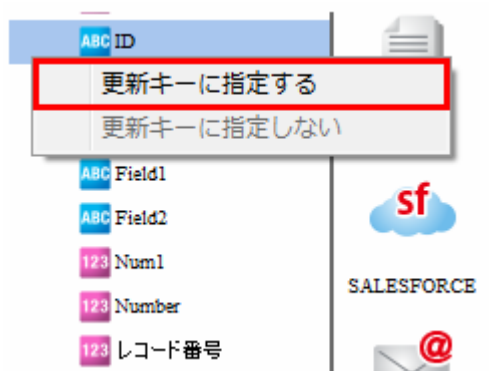 ABC ID
更新キーに指定する
更新キーに指定しない
ABC Field1
ABC Field2
sf
123 Num1
SALESFORCE
123 Number
@
123 レコード番号